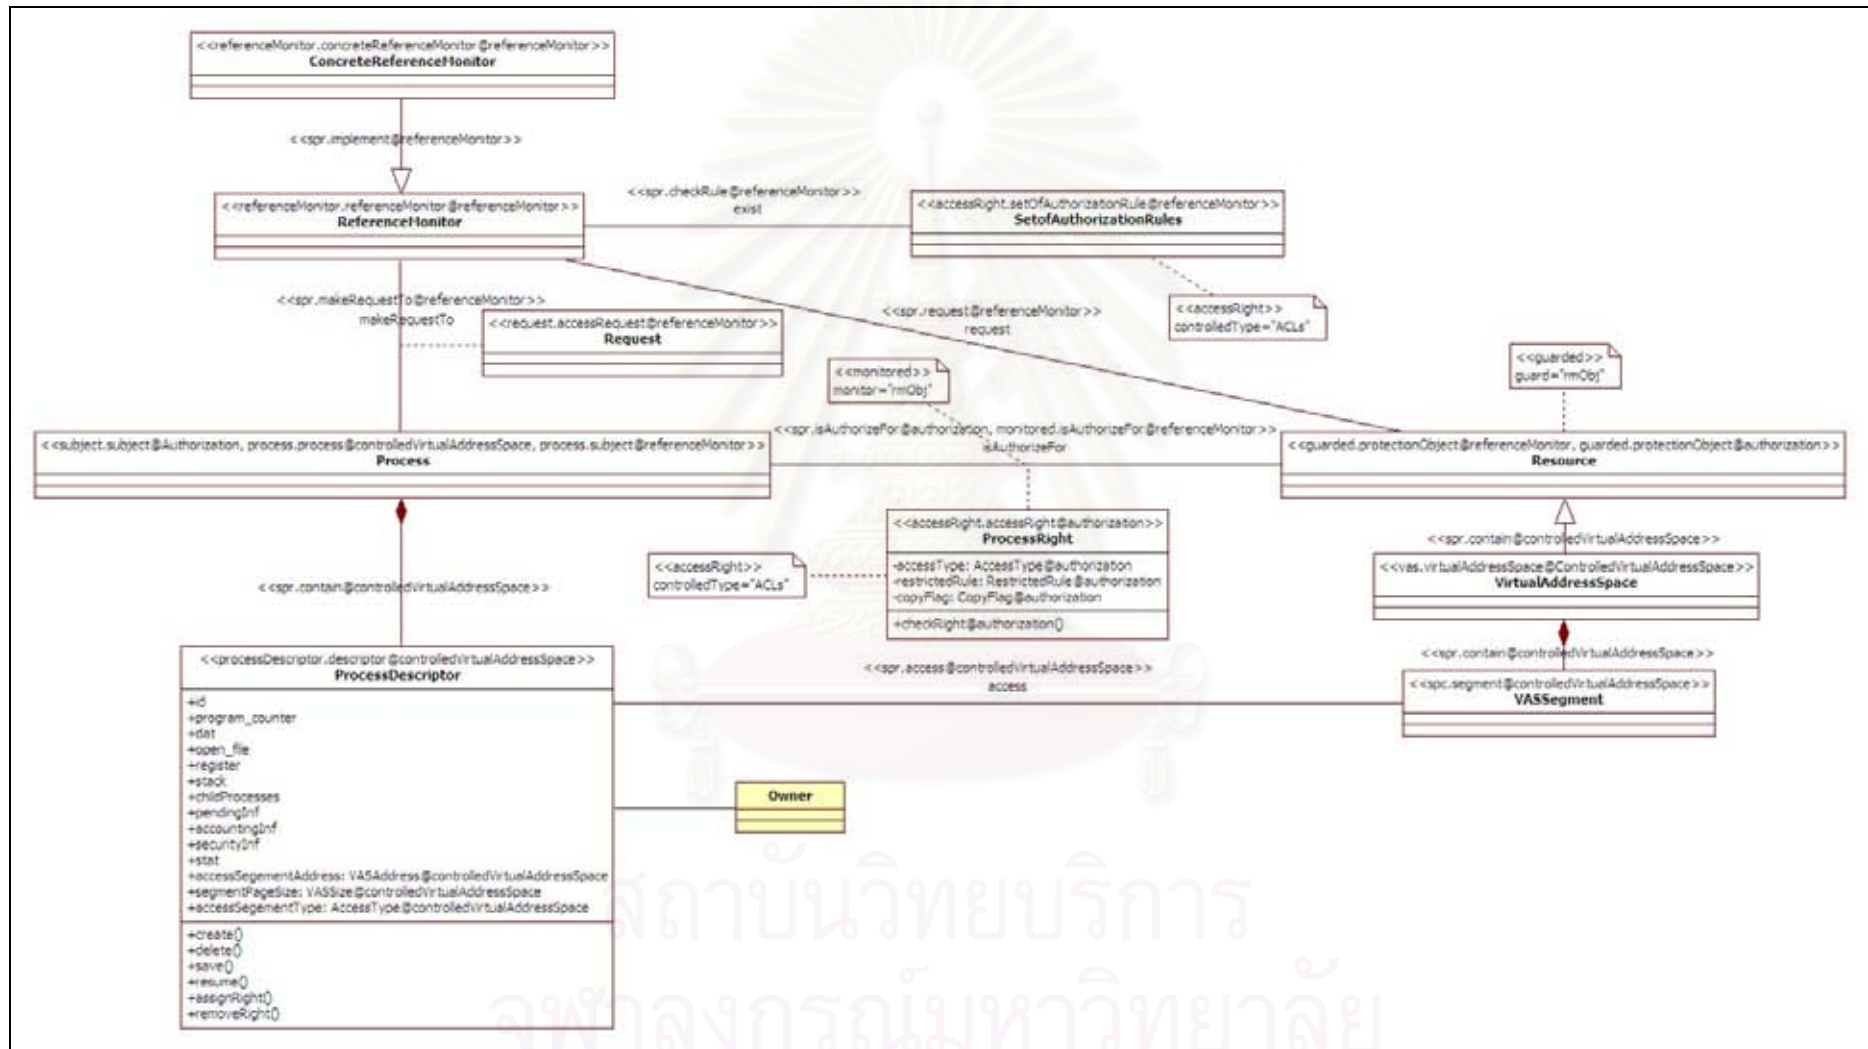 <<referenceMonitor.concreteReferenceMonitor@referenceMonitor>>
ConcreteReferenceMonitor
<<spr.implement@referenceMonitor>>
<<referenceMonitor.referenceMonitor@referenceMonitor>>
ReferenceMonitor
<<spr.checkRule@referenceMonitor>>
exist
<<accessRight.setOfAuthorizationRule@referenceMonitor>>
SetofAuthorizationRules
<<spr.makeRequestTo@referenceMonitor>>
makeRequestTo
<<request.accessRequest@referenceMonitor>>
Request
<<spr.request@referenceMonitor>>
request
<<accessRight>>
controlledType="ACLs"
<<monitored>>
monitor="rmObj"
<<guarded>>
guard="rmObj"
<<subject.subject@Authorization, process.process@controlledVirtualAddressSpace, process.subject@referenceMonitor>>
Process
<<spr.isAuthorizeFor@authorization, monitored.isAuthorizeFor@referenceMonitor>>
isAuthorizeFor
<<guarded.protectionObject@referenceMonitor, guarded.protectionObject@authorization>>
Resource
<<accessRight.accessRight@authorization>>
ProcessRight
-accessType: AccessType@authorization
-restrictedRule: RestrictedRule@authorization
-copyFlag: CopyFlag@authorization
+checkRight@authorization()
<<accessRight>>
controlledType="ACLs"
<<spr.contain@controlledVirtualAddressSpace>>
<<vas.virtualAddressSpace@ControlledVirtualAddressSpace>>
VirtualAddressSpace
<<spr.contain@controlledVirtualAddressSpace>>
<<spr.contain@controlledVirtualAddressSpace>>
<<spc.segment@controlledVirtualAddressSpace>>
VASSegment
<<spr.access@controlledVirtualAddressSpace>>
access
<<processDescriptor.descriptor@controlledVirtualAddressSpace>>
ProcessDescriptor
+id
+program_counter
+dat
+open_file
+register
+stack
+childProcesses
+pendingInf
+accountingInf
+securityInf
+stat
+accessSegementAddress: VASAddress@controlledVirtualAddressSpace
+segmentPageSize: VASSize@controlledVirtualAddressSpace
+accessSegementType: AccessType@controlledVirtualAddressSpace
+create()
+delete()
+save()
+resume()
+assignRight()
+removeRight()
Owner
สถาบันวิทยบริการ
จุฬาลงกรณ์มหาวิทยาลัย